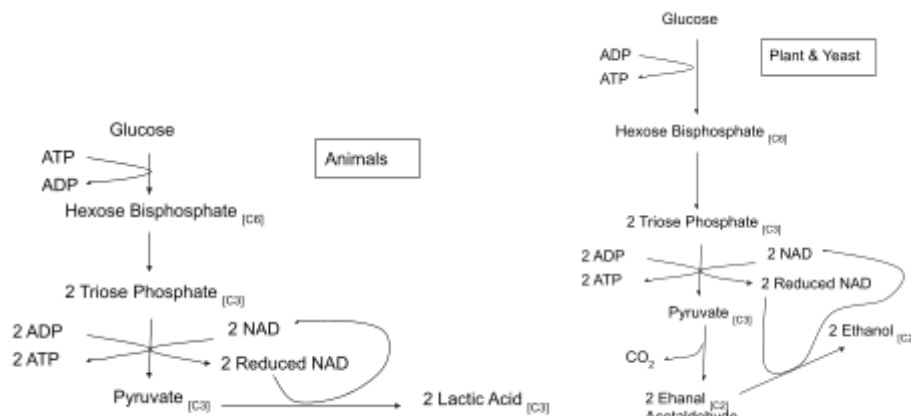 Glucose
ATP
ADP
Animals
Hexose Bisphosphate [C6]
2 Triose Phosphate [C3]
2 ADP
2 NAD
2 ATP
2 Reduced NAD
Pyruvate [C3]
2 Lactic Acid [C3]
Glucose
ADP
ATP
Plant & Yeast
Hexose Bisphosphate [C6]
2 Triose Phosphate [C3]
2 ADP
2 NAD
2 ATP
2 Reduced NAD
Pyruvate [C3]
2 Ethanol [C2
CO2
2 Ehanal [C2]
Acetaldehyde